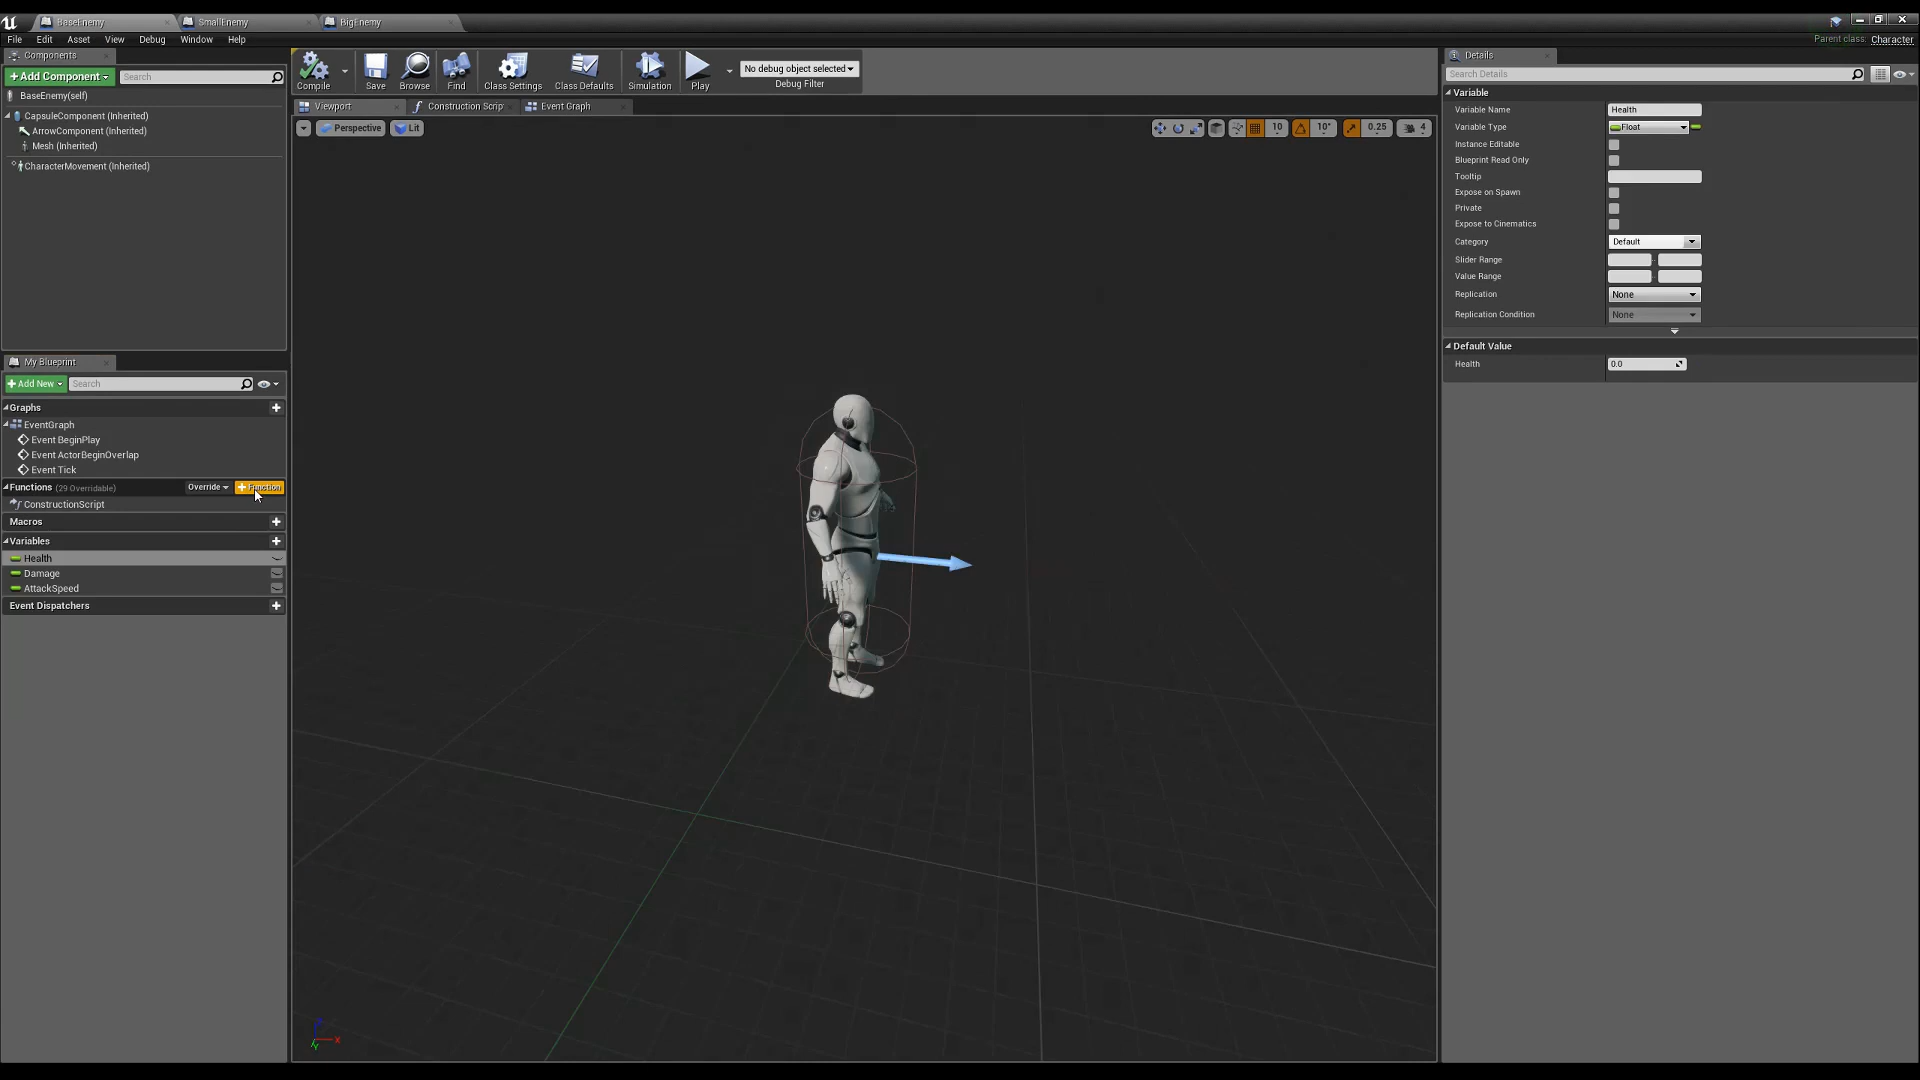 BaseEnemy SmallEnemy BigEnemy
File Edit Asset View Debug Window Help
Parent class: Character
Components
+Add Component Search
BaseEnemy(self)
CapsuleComponent (Inherited)
ArrowComponent (Inherited)
Mesh (Inherited)
CharacterMovement (Inherited)
Compile Save Browse Find Class Settings Class Defaults Simulation Play
No debug object selected
Debug Filter
Viewport Construction Scrip Event Graph
Perspective Lit
10 10° 0.25 4
X
Y
My Blueprint
+Add New Search
Graphs
EventGraph
Event BeginPlay
Event ActorBeginOverlap
Event Tick
Functions (29 Overridable) Override + Function
ConstructionScript
Macros
Variables
Health
Damage
AttackSpeed
Event Dispatchers
Details
Search Details
Variable
Variable Name Health
Variable Type Float
Instance Editable
Blueprint Read Only
Tooltip
Expose on Spawn
Private
Expose to Cinematics
Category Default
Slider Range
Value Range
Replication None
Replication Condition None
Default Value
Health 0.0